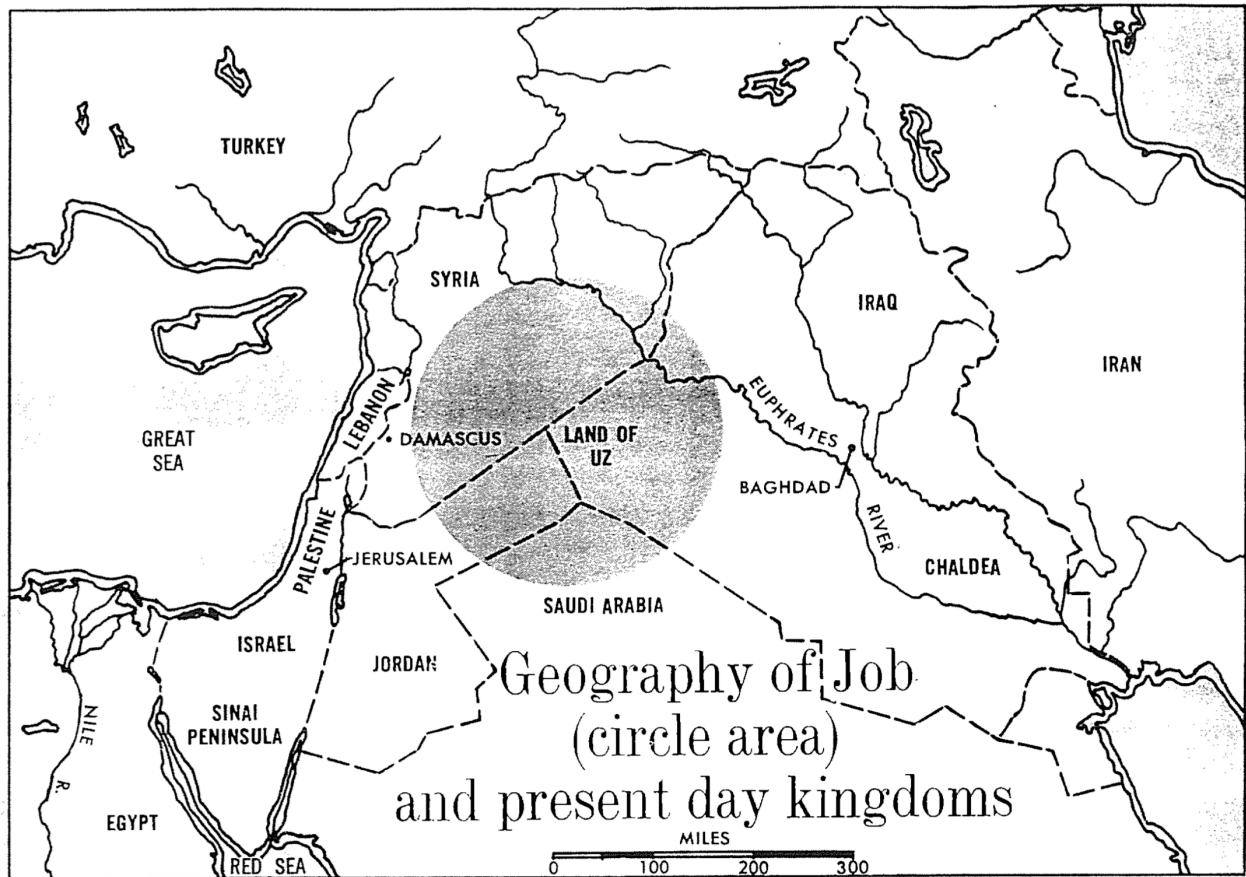 TURKEY
SYRIA
IRAQ
IRAN
LEBANON
EUPHRATES
GREAT
SEA
DAMASCUS
LAND OF
UZ
BAGHDAD
RIVER
PALESTINE
JERUSALEM
CHALDEA
SAUDI ARABIA
ISRAEL
JORDAN
Geography of Job
(circle area)
and present day kingdoms
NILE
R.
SINAI
PENINSULA
EGYPT
RED SEA
MILES
0 100 200 300